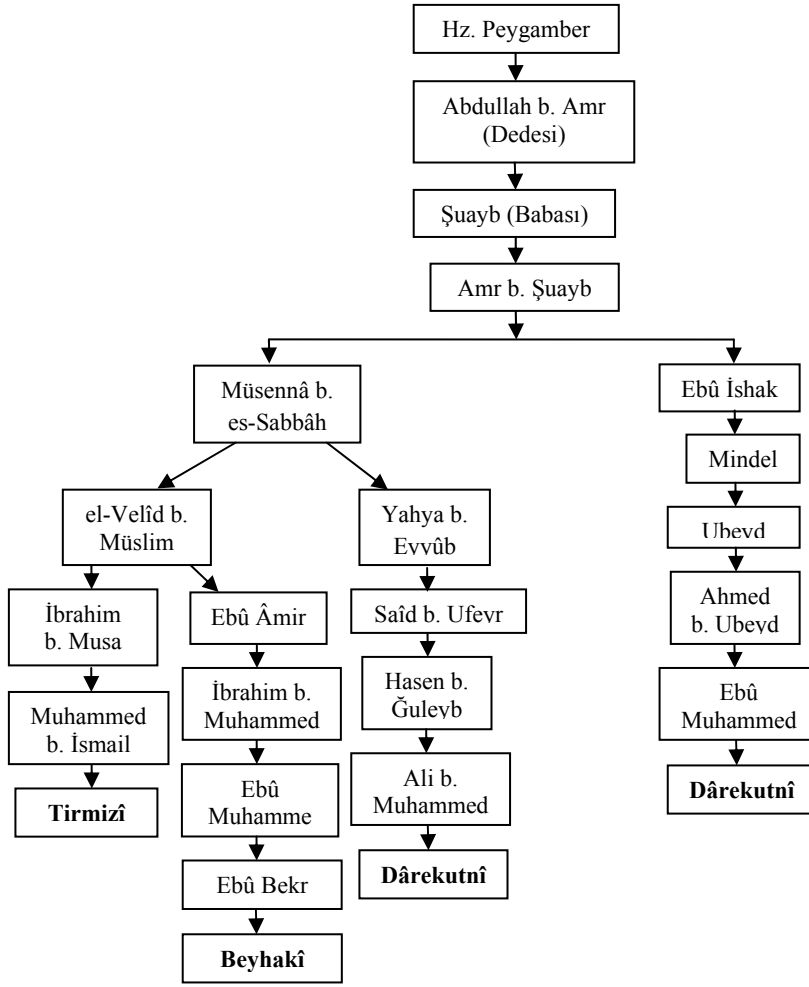 Hz. Peygamber
Abdullah b. Amr
(Dedesi)
Şuayb (Babası)
Amr b. Şuayb
Müsennâ b.
es-Sabbâh
Ebû İshak
Mindel
el-Velîd b.
Müslim
Yahya b.
Eyyûb
Ubeyd
İbrahim
b. Musa
Ebû Âmir
Saîd b. Ufeyr
Ahmed
b. Ubeyd
Muhammed
b. İsmail
İbrahim b.
Muhammed
Hasen b.
Ğuleyb
Ebû
Muhammed
Tirmizî
Ebû
Muhamme
Ali b.
Muhammed
Dârekutnî
Ebû Bekr
Dârekutnî
Beyhakî